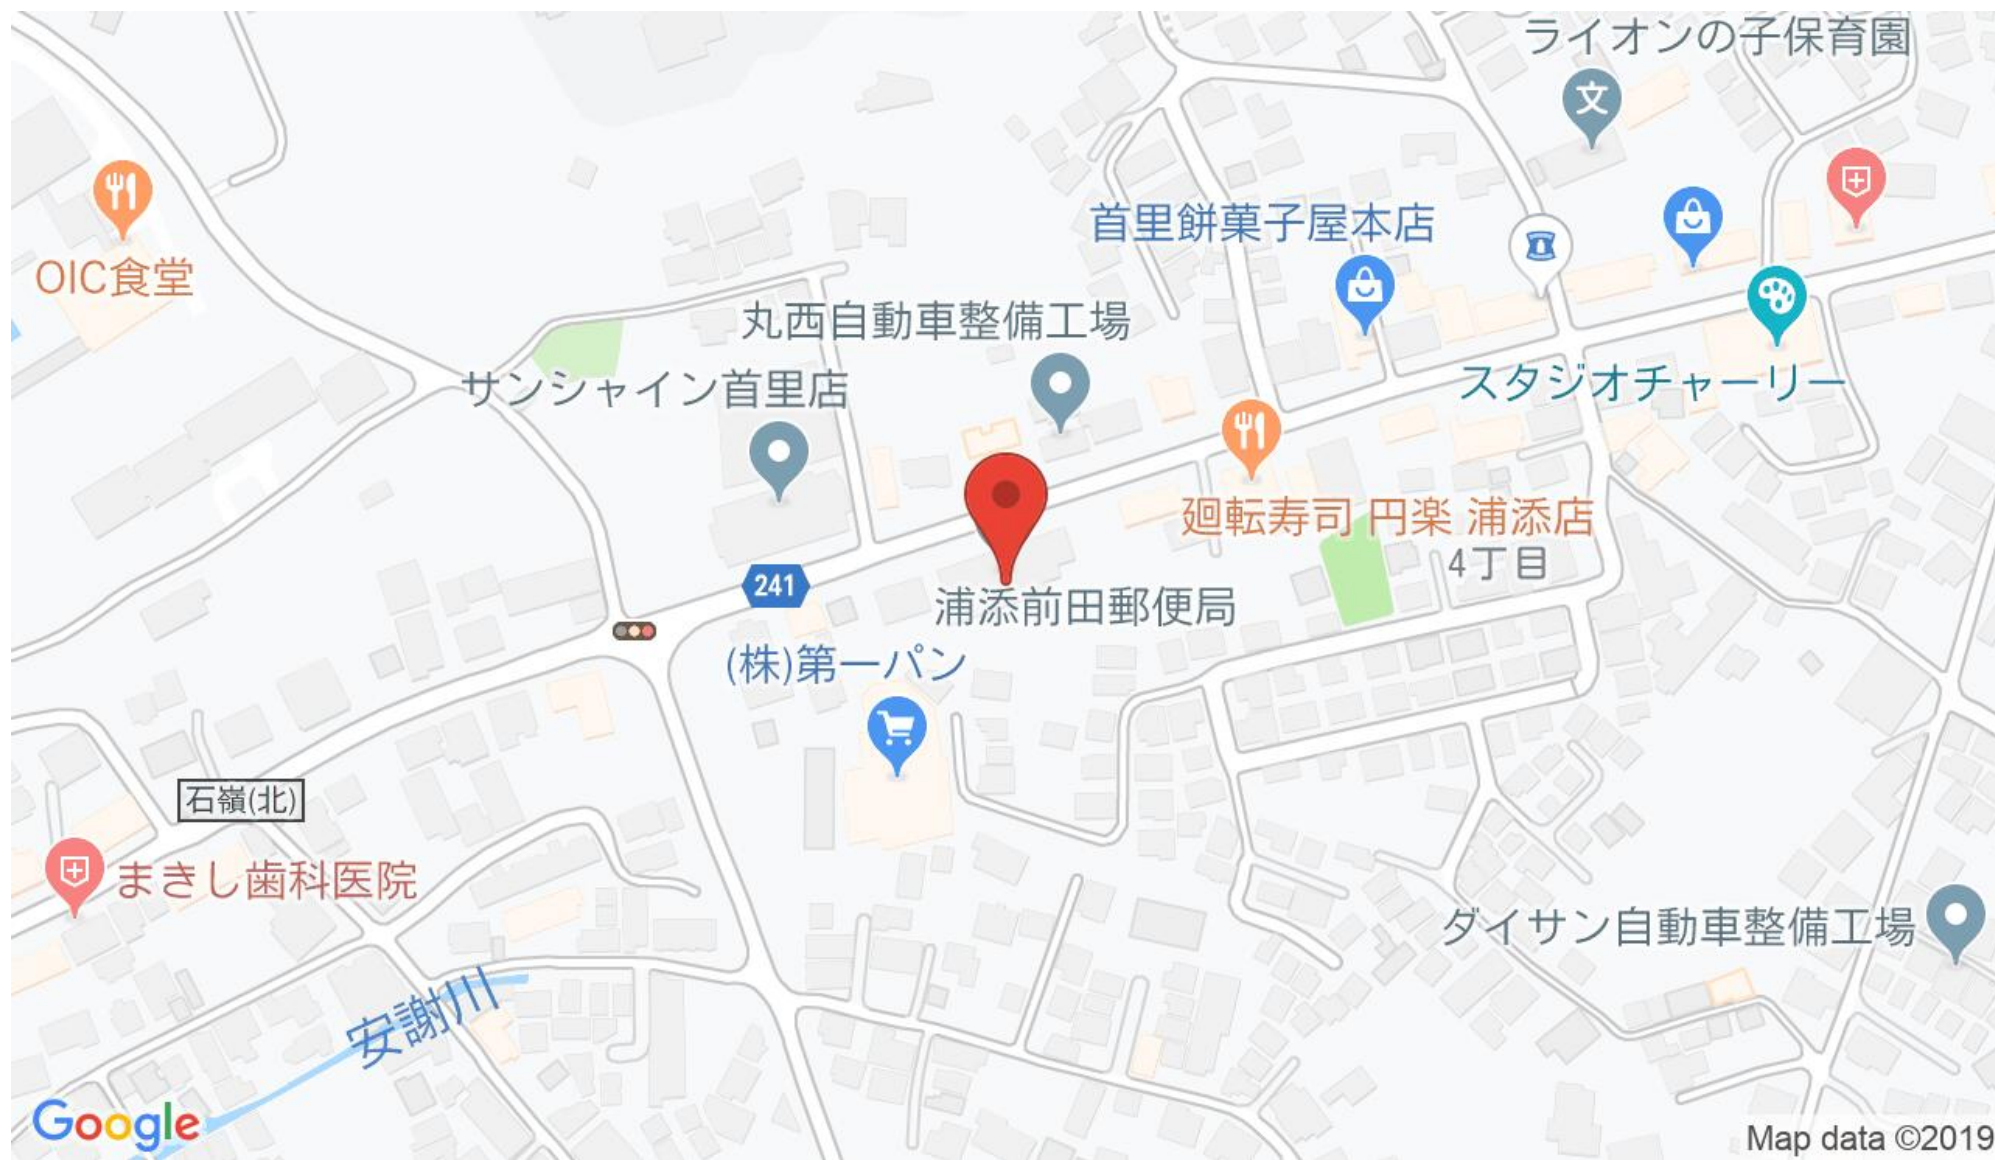 ライオンの子保育園
文
首里餅菓子屋本店
OIC食堂
丸西自動車整備工場
サンシャイン首里店
スタジオチャーリー
廻転寿司 円楽 浦添店
4丁目
241
浦添前田郵便局
(株)第一パン
石嶺(北)
まきし歯科医院
ダイサン自動車整備工場
安謝川
Google
Map data ©2019